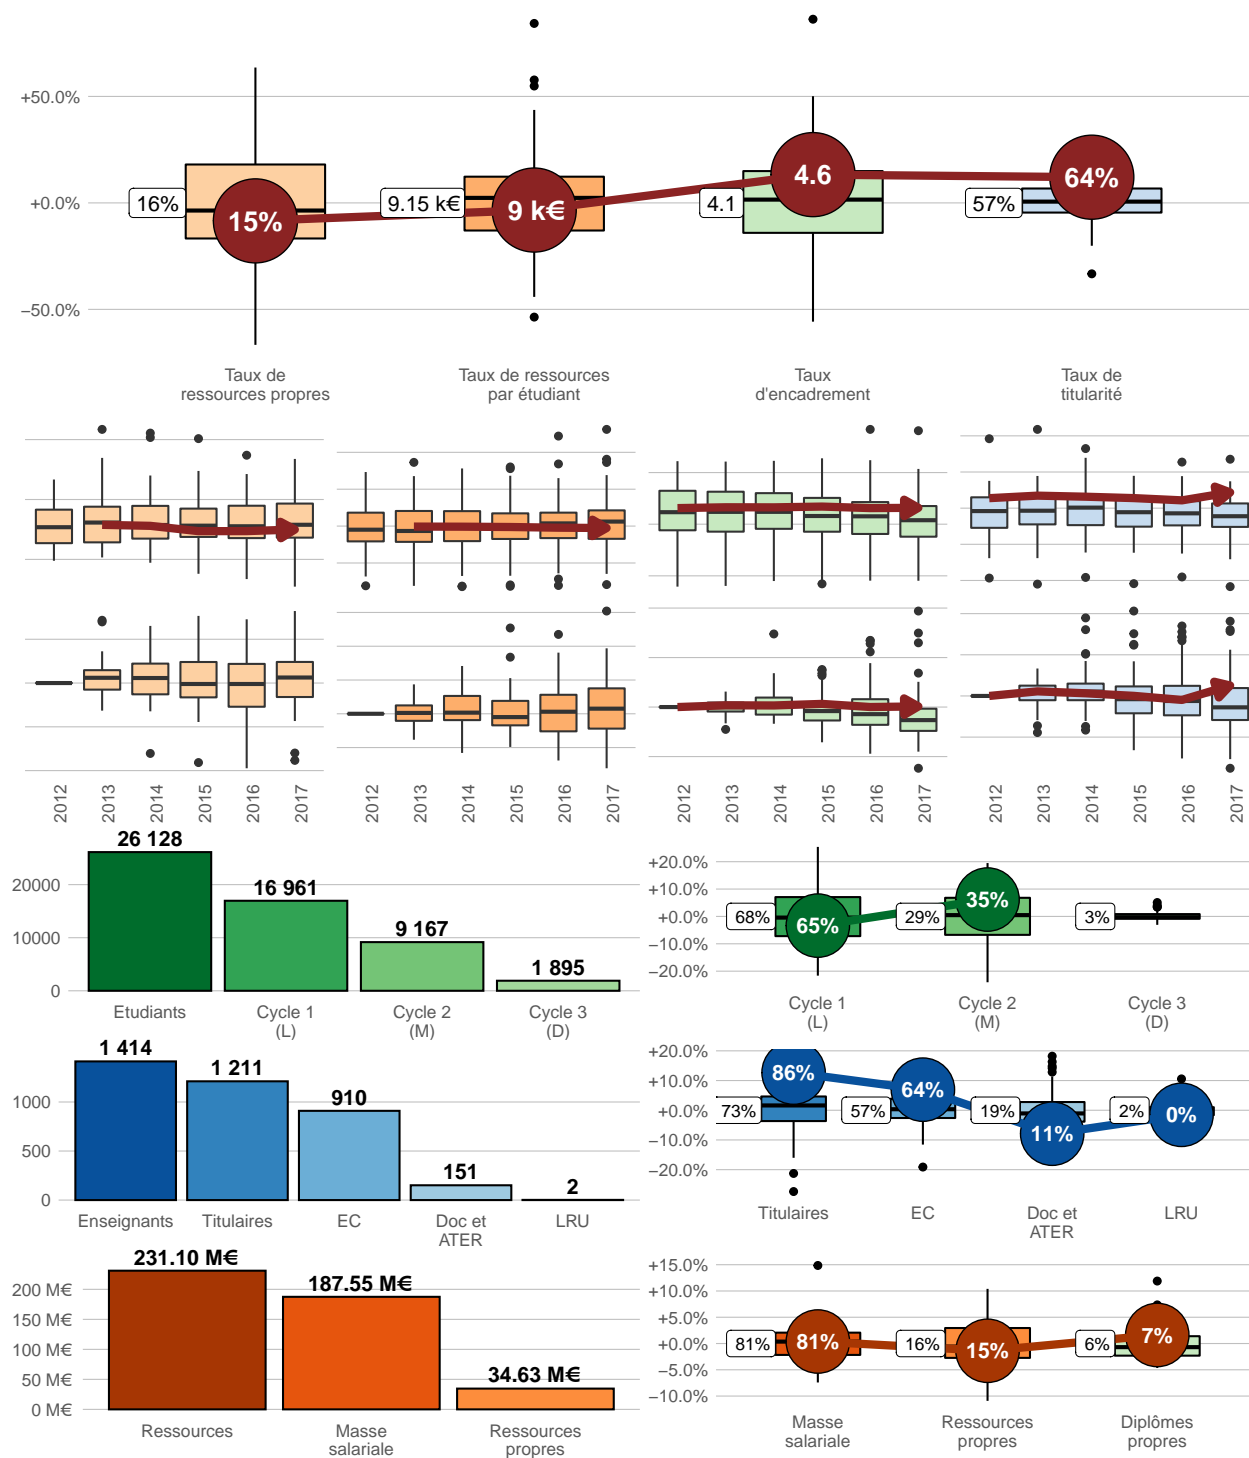 +50.0%
+0.0%
−50.0%
16%
15%
9.15 k€
9 k€
4.1
4.6
57%
64%
Taux de
ressources propres
Taux de ressources
par étudiant
Taux
d'encadrement
Taux de
titularité
2012
2013
2014
2015
2016
2017
2012
2013
2014
2015
2016
2017
2012
2013
2014
2015
2016
2017
2012
2013
2014
2015
2016
2017
20000
10000
0
26 128
16 961
9 167
1 895
Etudiants
Cycle 1
(L)
Cycle 2
(M)
Cycle 3
(D)
+20.0%
+10.0%
+0.0%
−10.0%
−20.0%
68%
65%
29%
35%
3%
Cycle 1
(L)
Cycle 2
(M)
Cycle 3
(D)
1000
500
0
1 414
1 211
910
151
2
Enseignants
Titulaires
EC
Doc et
ATER
LRU
+20.0%
+10.0%
+0.0%
−10.0%
−20.0%
73%
86%
57%
64%
19%
11%
2%
0%
Titulaires
EC
Doc et
ATER
LRU
200 M€
150 M€
100 M€
50 M€
0 M€
231.10 M€
187.55 M€
34.63 M€
Ressources
Masse
salariale
Ressources
propres
+15.0%
+10.0%
+5.0%
+0.0%
−5.0%
−10.0%
81%
81%
16%
15%
6%
7%
Masse
salariale
Ressources
propres
Diplômes
propres